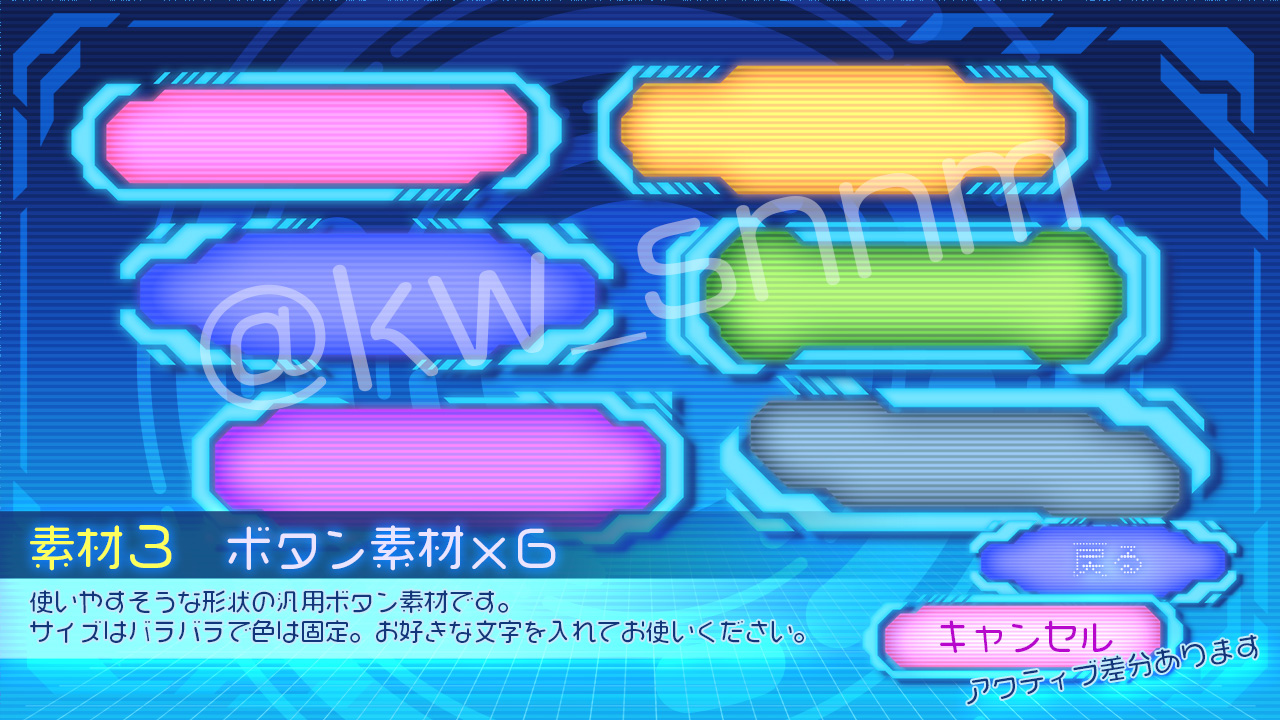 @kw_snnm
素材3　ボタン素材×6
使いやすそうな形状の汎用ボタン素材です。
サイズはバラバラで色は固定。お好きな文字を入れてお使いください。
戻る
キャンセル
アクティブ差分あります